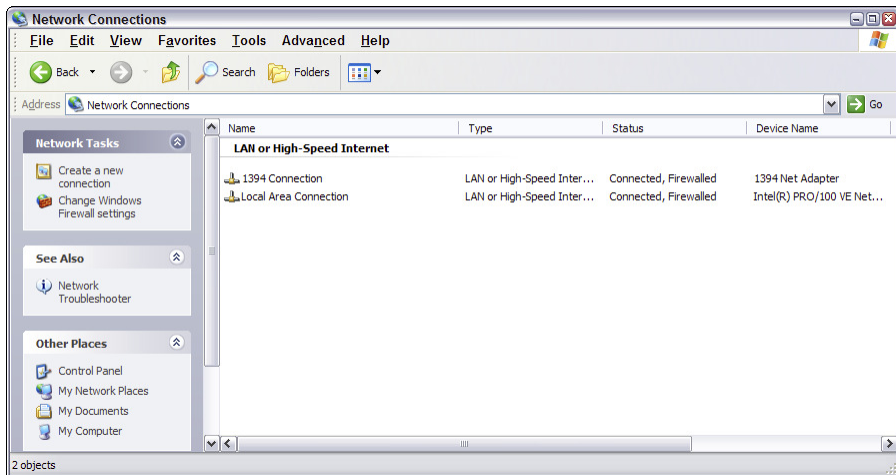 Network Connections
File Edit View Favorites Tools Advanced Help
Back Search Folders
Address Network Connections Go
Network Tasks
Create a new
connection
Change Windows
Firewall settings
See Also
Network
Troubleshooter
Other Places
Control Panel
My Network Places
My Documents
My Computer
Name Type Status Device Name
LAN or High-Speed Internet
1394 Connection LAN or High-Speed Inter... Connected, Firewalled 1394 Net Adapter
Local Area Connection LAN or High-Speed Inter... Connected, Firewalled Intel(R) PRO/100 VE Net...
2 objects